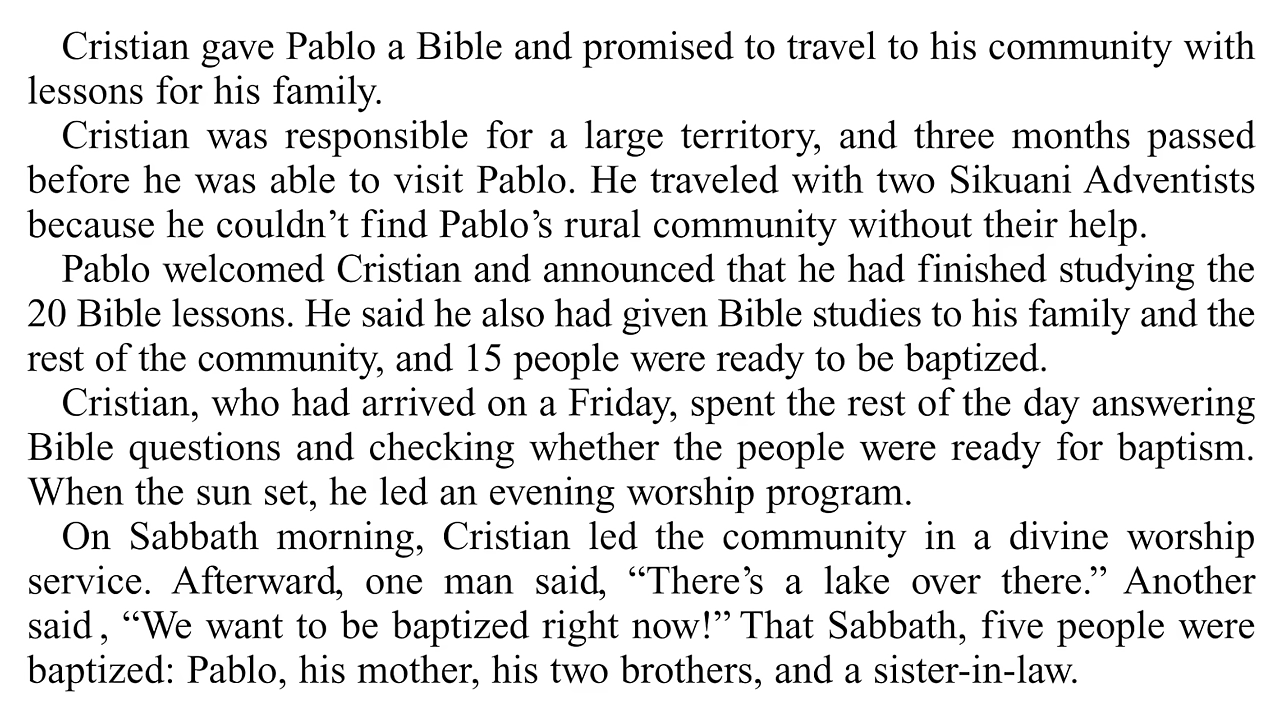 Cristian gave Pablo a Bible and promised to travel to his community with
lessons for his family.
Cristian was responsible for a large territory, and three months passed
before he was able to visit Pablo. He traveled with two Sikuani Adventists
because he couldn’t find Pablo’s rural community without their help.
Pablo welcomed Cristian and announced that he had finished studying the
20 Bible lessons. He said he also had given Bible studies to his family and the
rest of the community, and 15 people were ready to be baptized.
Cristian, who had arrived on a Friday, spent the rest of the day answering
Bible questions and checking whether the people were ready for baptism.
When the sun set, he led an evening worship program.
On Sabbath morning, Cristian led the community in a divine worship
service. Afterward, one man said, “There’s a lake over there.” Another
said , “We want to be baptized right now!” That Sabbath, five people were
baptized: Pablo, his mother, his two brothers, and a sister-in-law.